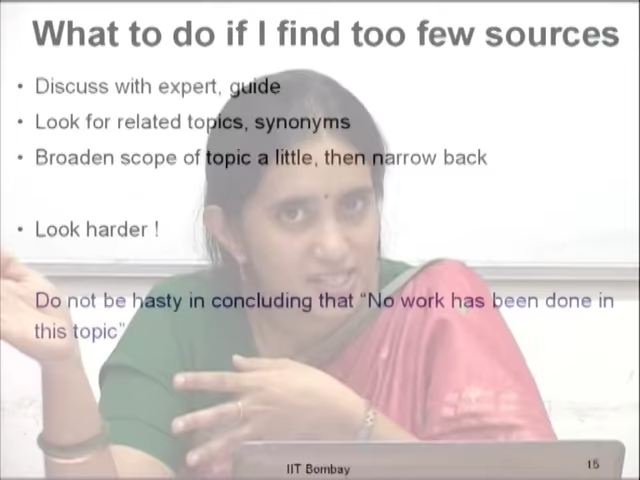 What to do if I find too few sources
• Discuss with expert, guide
• Look for related topics, synonyms
• Broaden scope of topic a little, then narrow back
• Look harder !
Do not be hasty in concluding that “No work has been done in
this topic”
IIT Bombay
15